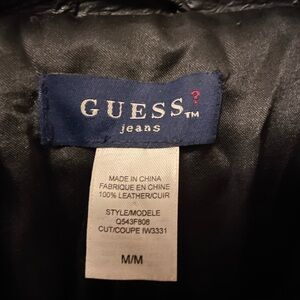 GUESS?™
jeans
MADE IN CHINA
FABRIQUE EN CHINE
100% LEATHER/CUIR
STYLE/MODELE
Q543F806
CUT/COUPE IW3331
M/M